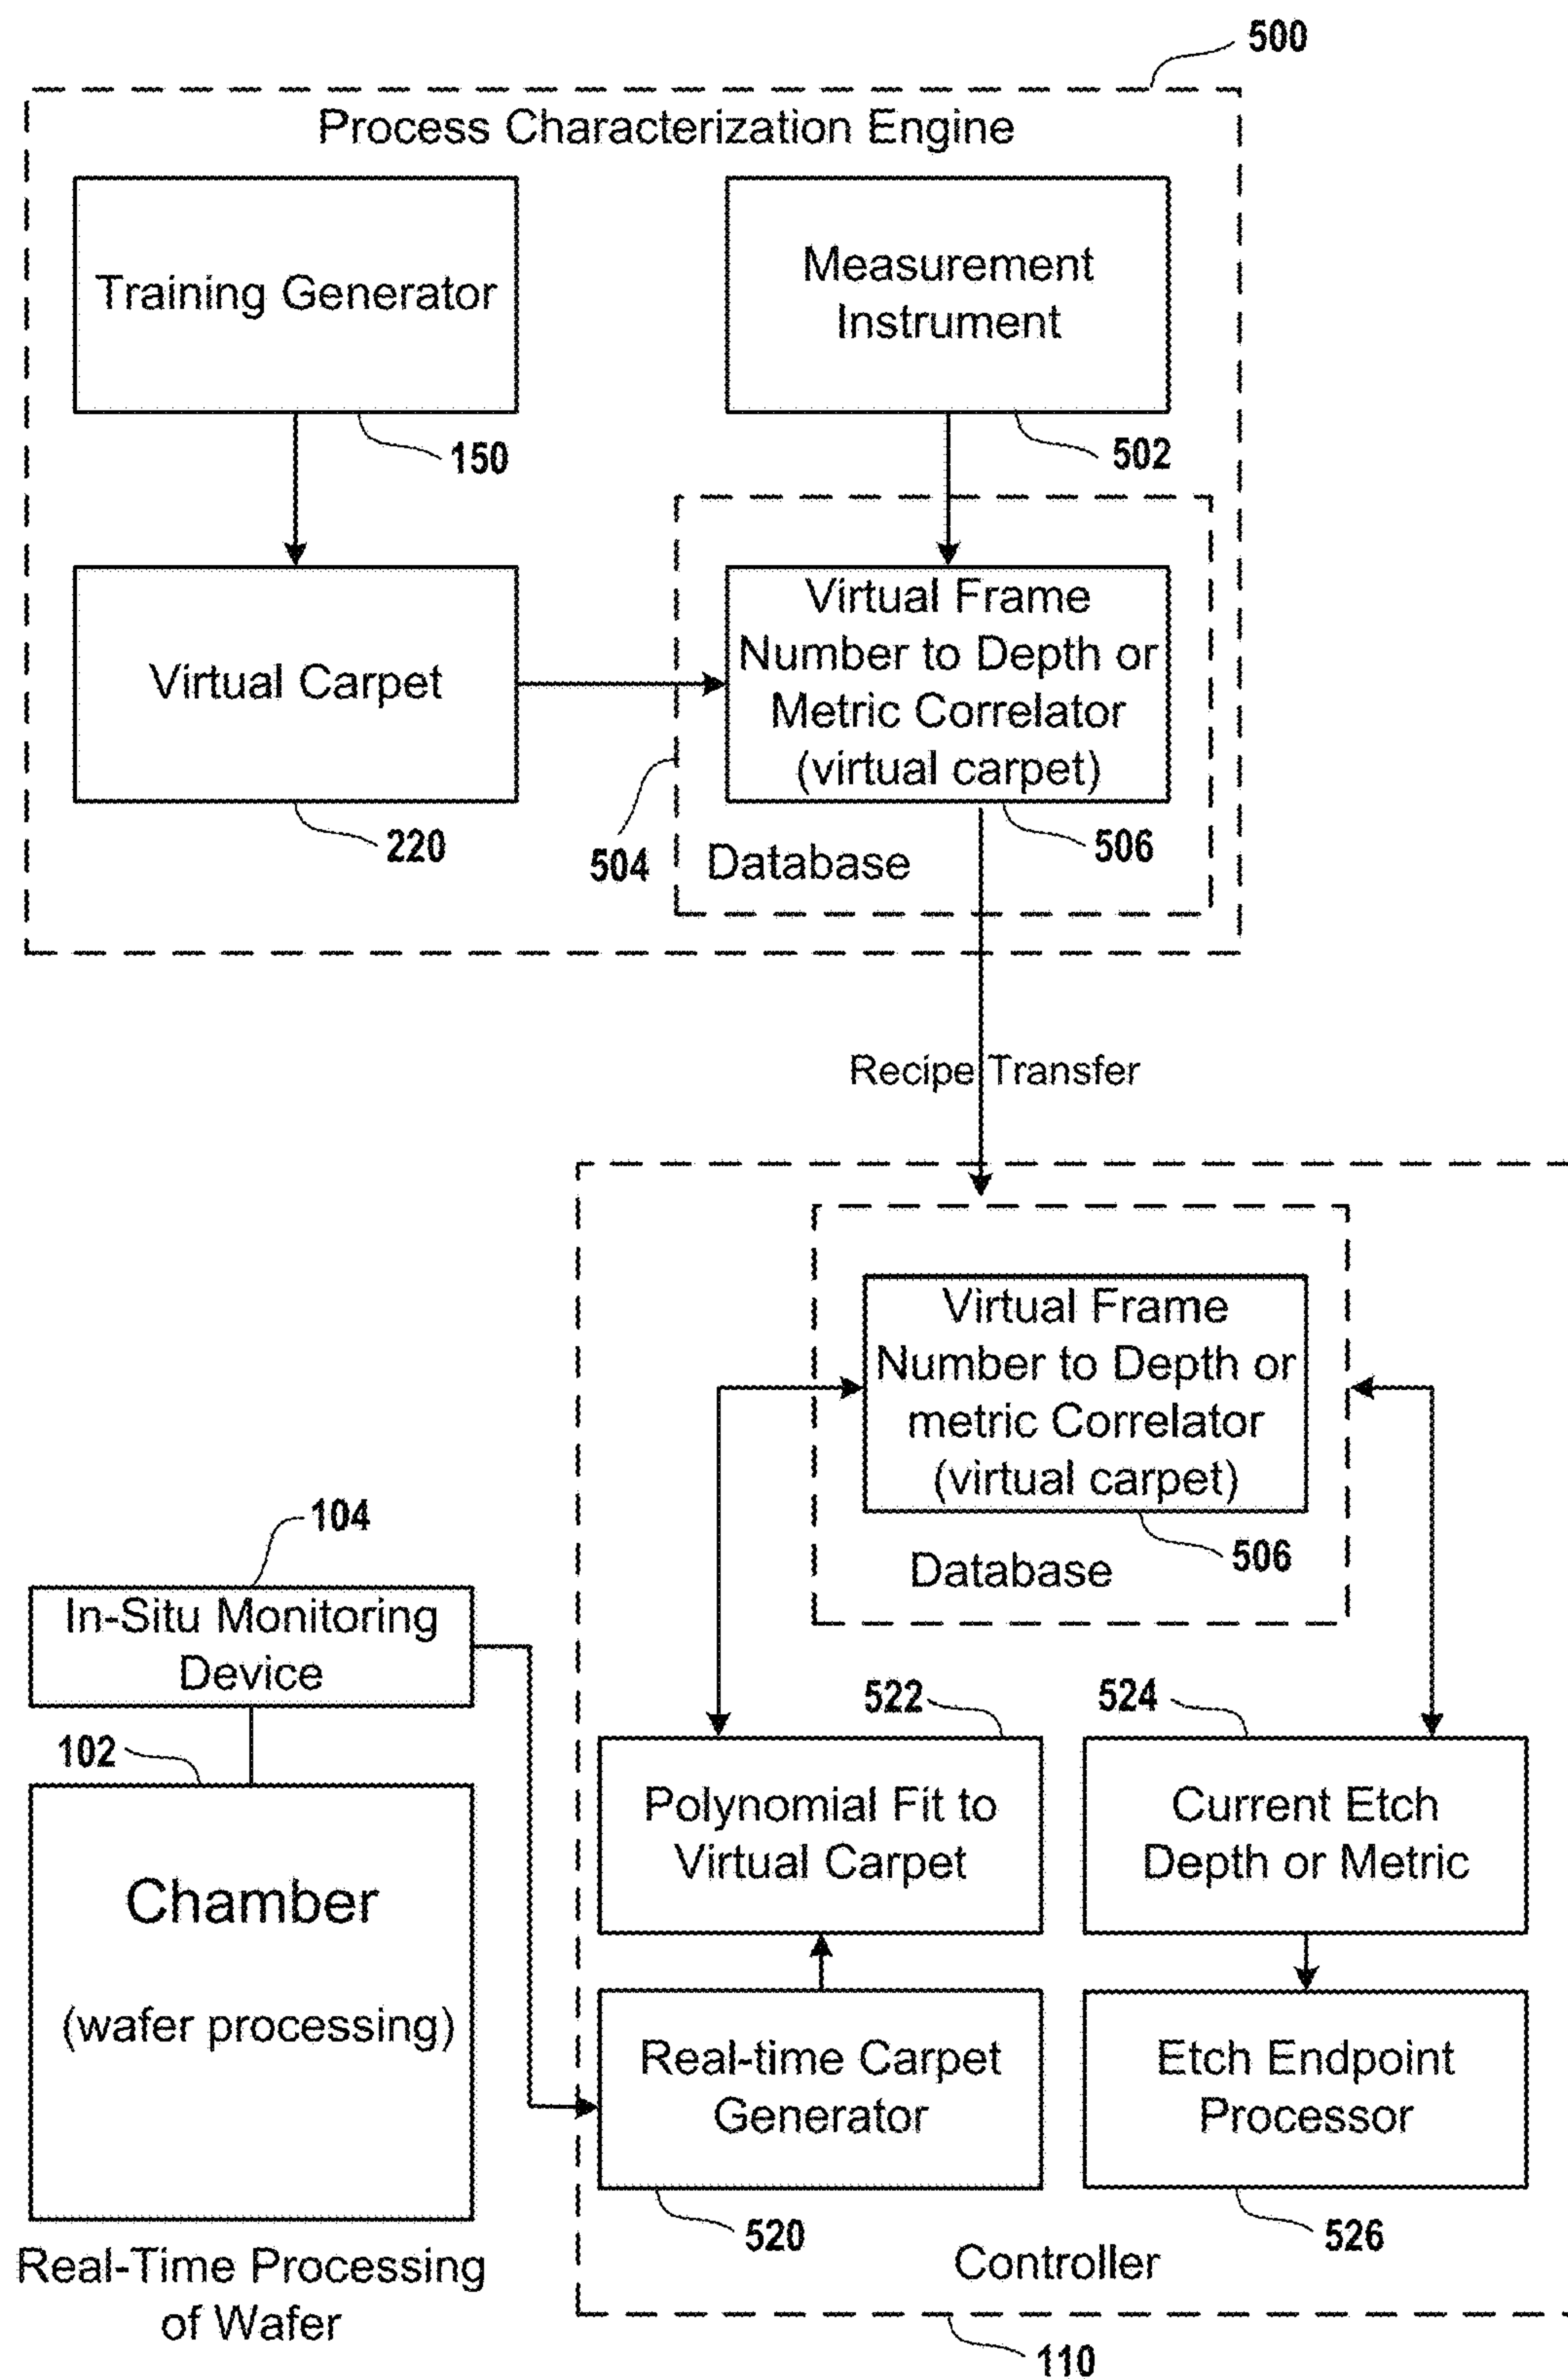 500
Process Characterization Engine
Training Generator
150
Measurement
Instrument
502
Virtual Carpet
220
Virtual Frame
Number to Depth or
Metric Correlator
(virtual carpet)
506
504
Database
Recipe Transfer
Virtual Frame
Number to Depth or
metric Correlator
(virtual carpet)
506
Database
104
In-Situ Monitoring
Device
102
Chamber
(wafer processing)
Real-Time Processing
of Wafer
522
Polynomial Fit to
Virtual Carpet
524
Current Etch
Depth or Metric
Real-time Carpet
Generator
520
Etch Endpoint
Processor
526
Controller
110